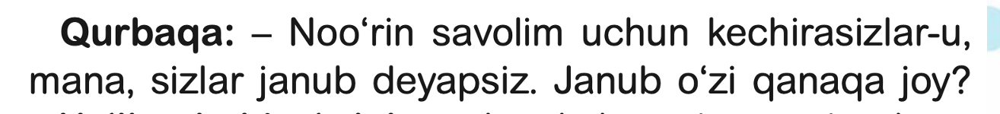 Qurbaqa: – Noo‘rin savolim uchun kechirasizlar-u,
mana, sizlar janub deyapsiz. Janub o‘zi qanaqa joy?